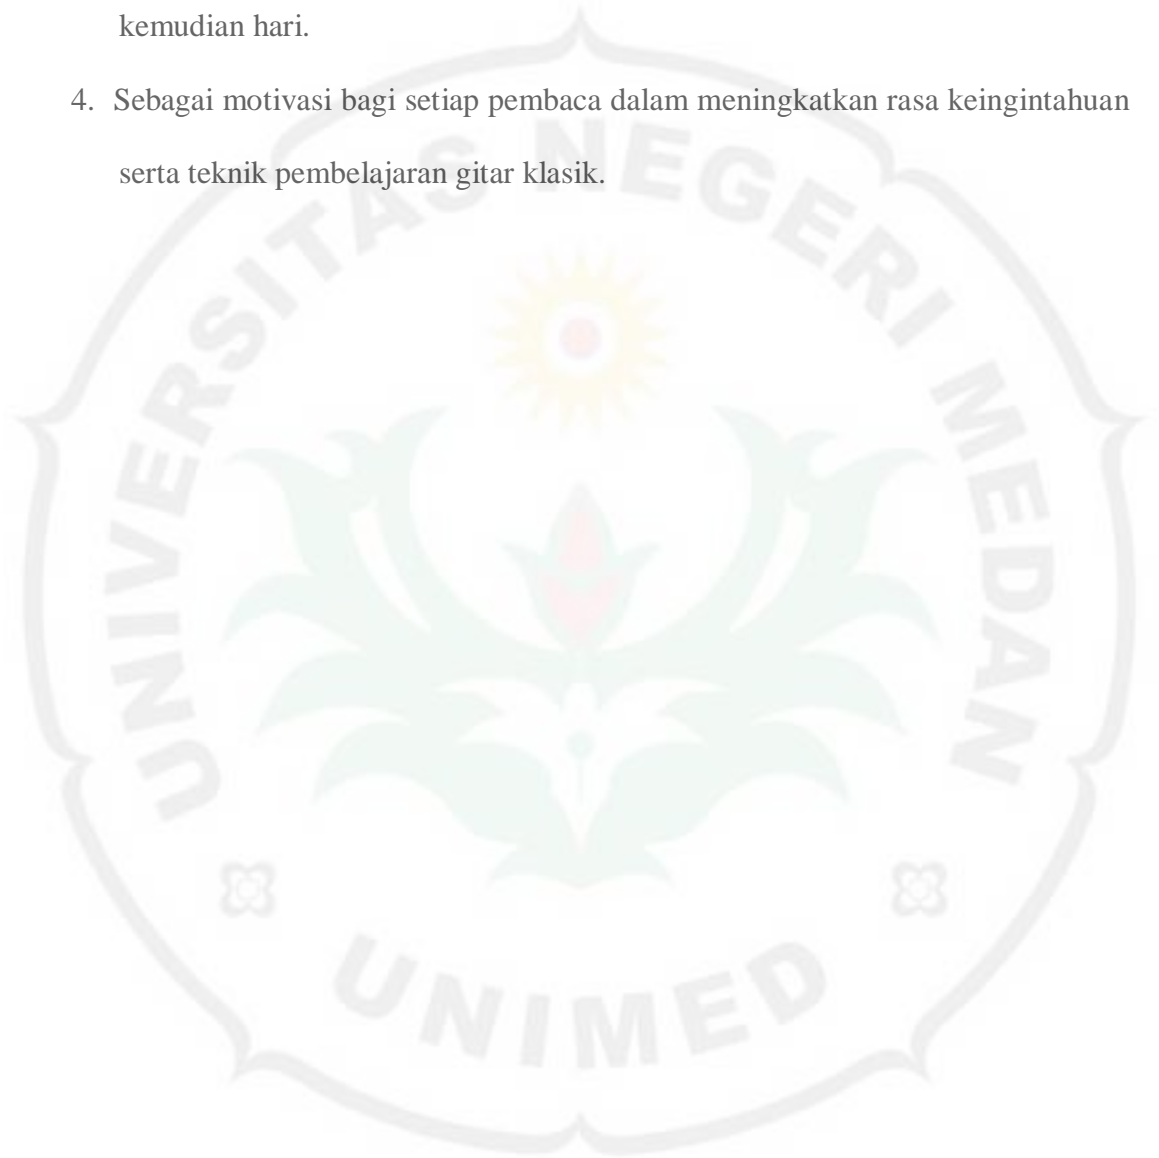 kemudian hari.
4. Sebagai motivasi bagi setiap pembaca dalam meningkatkan rasa keingintahuan
serta teknik pembelajaran gitar klasik.
UNIVERSITAS NEGERI MEDAN
UNIMED